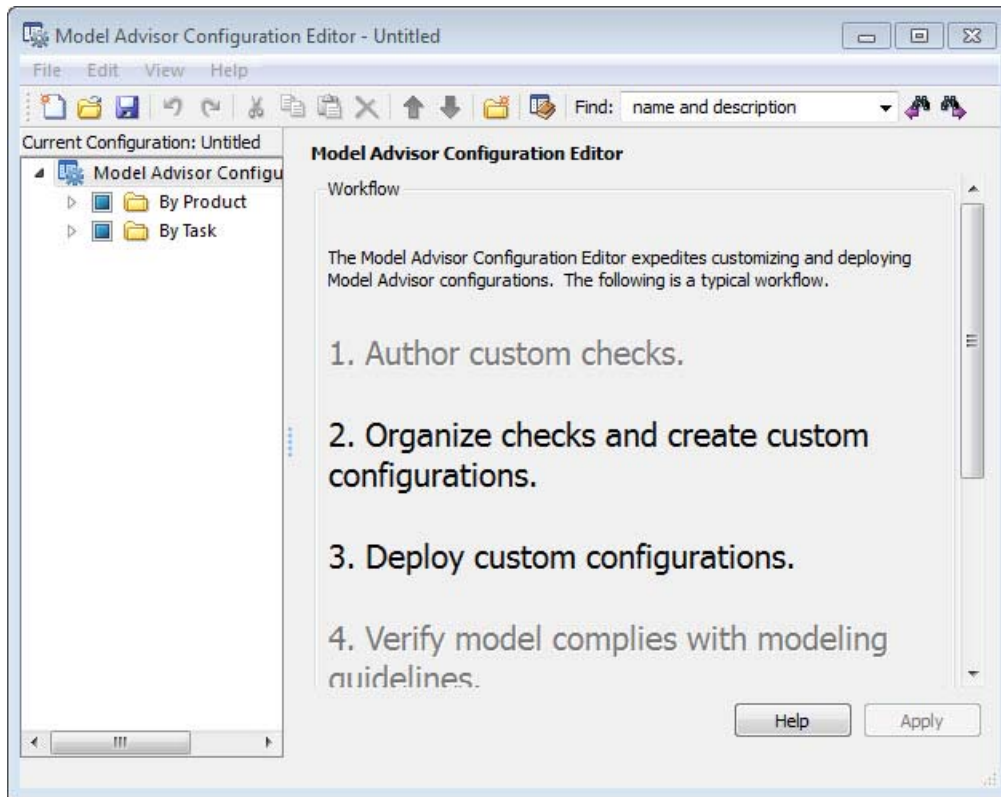 Model Advisor Configuration Editor - Untitled
File Edit View Help
Find: name and description
Current Configuration: Untitled
Model Advisor Configu
By Product
By Task
Model Advisor Configuration Editor
Workflow
The Model Advisor Configuration Editor expedites customizing and deploying
Model Advisor configurations. The following is a typical workflow.
1. Author custom checks.
2. Organize checks and create custom
configurations.
3. Deploy custom configurations.
4. Verify model complies with modeling
guidelines.
Help Apply